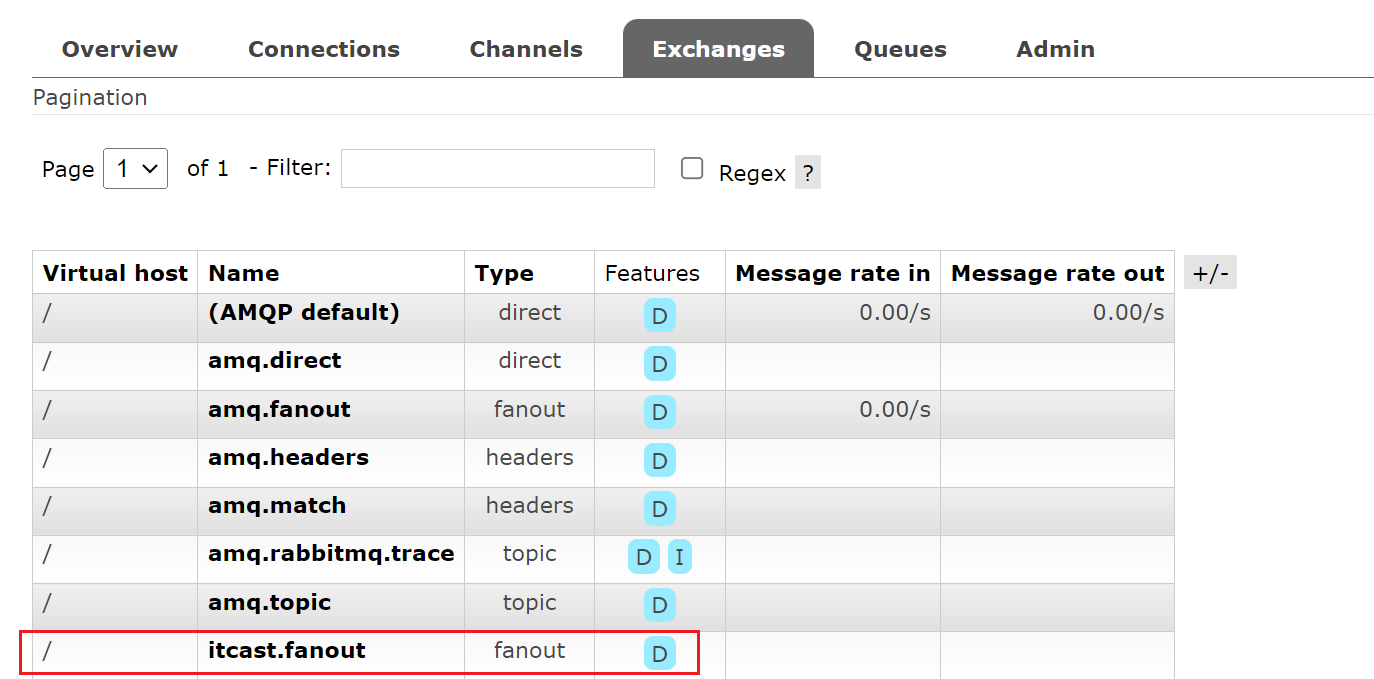 Overview Connections Channels Exchanges Queues Admin
Pagination
Page 1 of 1 - Filter: Regex ?
Virtual host Name Type Features Message rate in Message rate out +/-
/ (AMQP default) direct D 0.00/s 0.00/s
/ amq.direct direct D
/ amq.fanout fanout D 0.00/s
/ amq.headers headers D
/ amq.match headers D
/ amq.rabbitmq.trace topic D I
/ amq.topic topic D
/ itcast.fanout fanout D